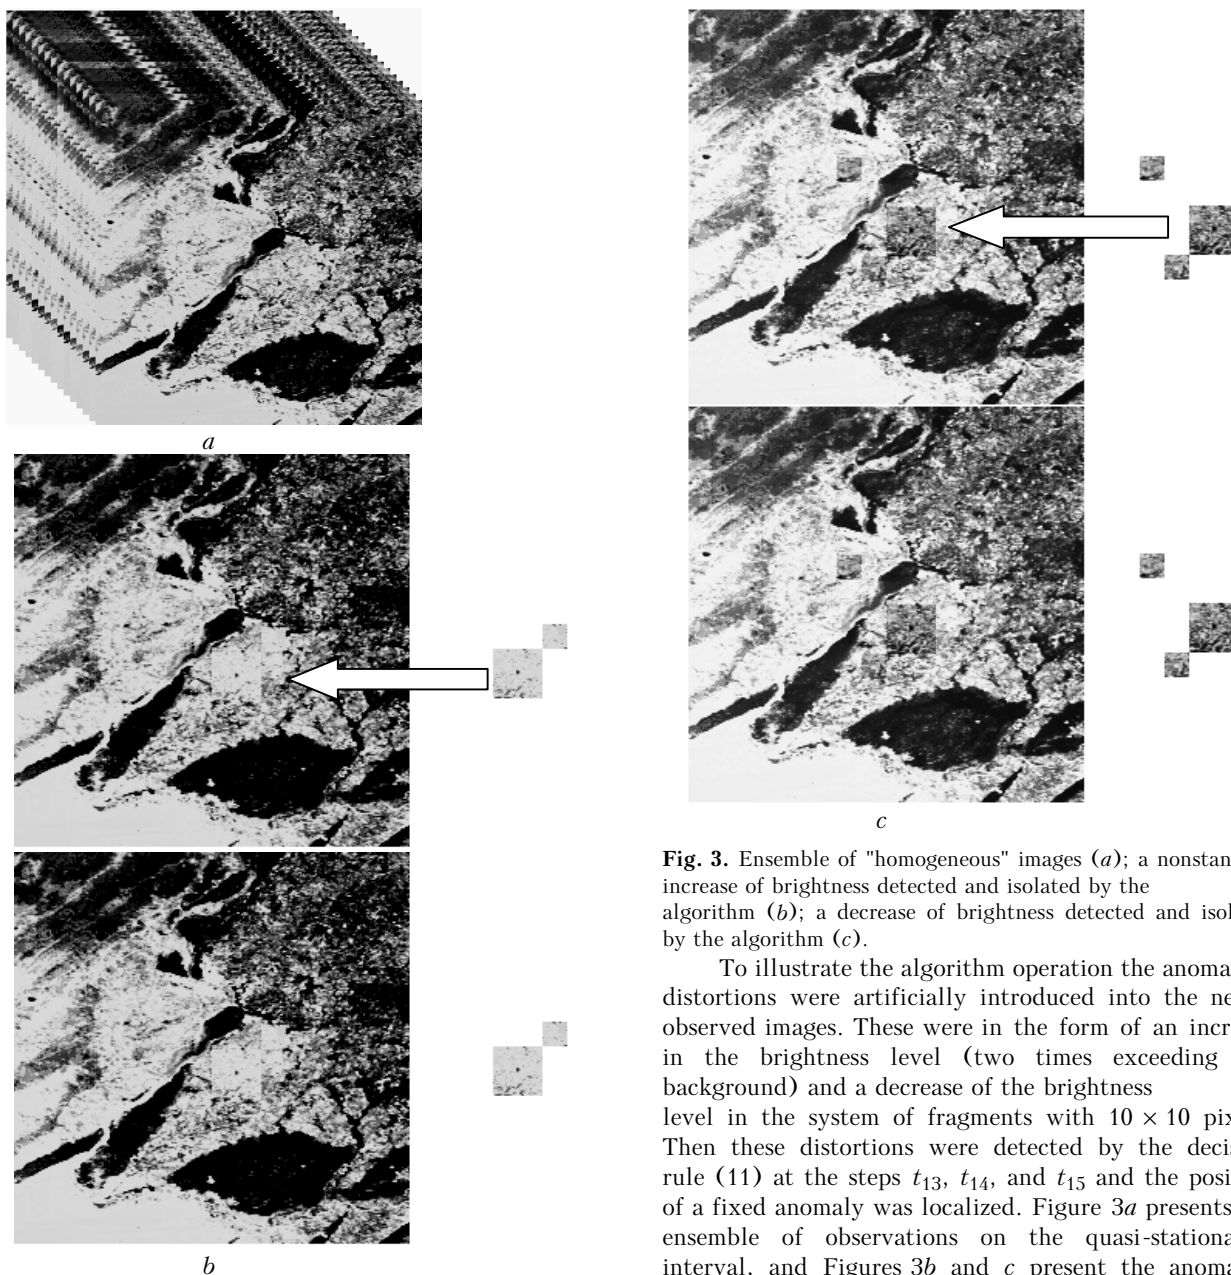 a
b
c
Fig. 3. Ensemble of "homogeneous" images (a); a nonstan
increase of brightness detected and isolated by the
algorithm (b); a decrease of brightness detected and isol
by the algorithm (c).
To illustrate the algorithm operation the anoma
distortions were artificially introduced into the ne
observed images. These were in the form of an incr
in the brightness level (two times exceeding
background) and a decrease of the brightness
level in the system of fragments with 10 × 10 pix
Then these distortions were detected by the decis
rule (11) at the steps t13, t14, and t15 and the posi
of a fixed anomaly was localized. Figure 3a presents
ensemble of observations on the quasi-stationa
interval, and Figures 3b and c present the anoma